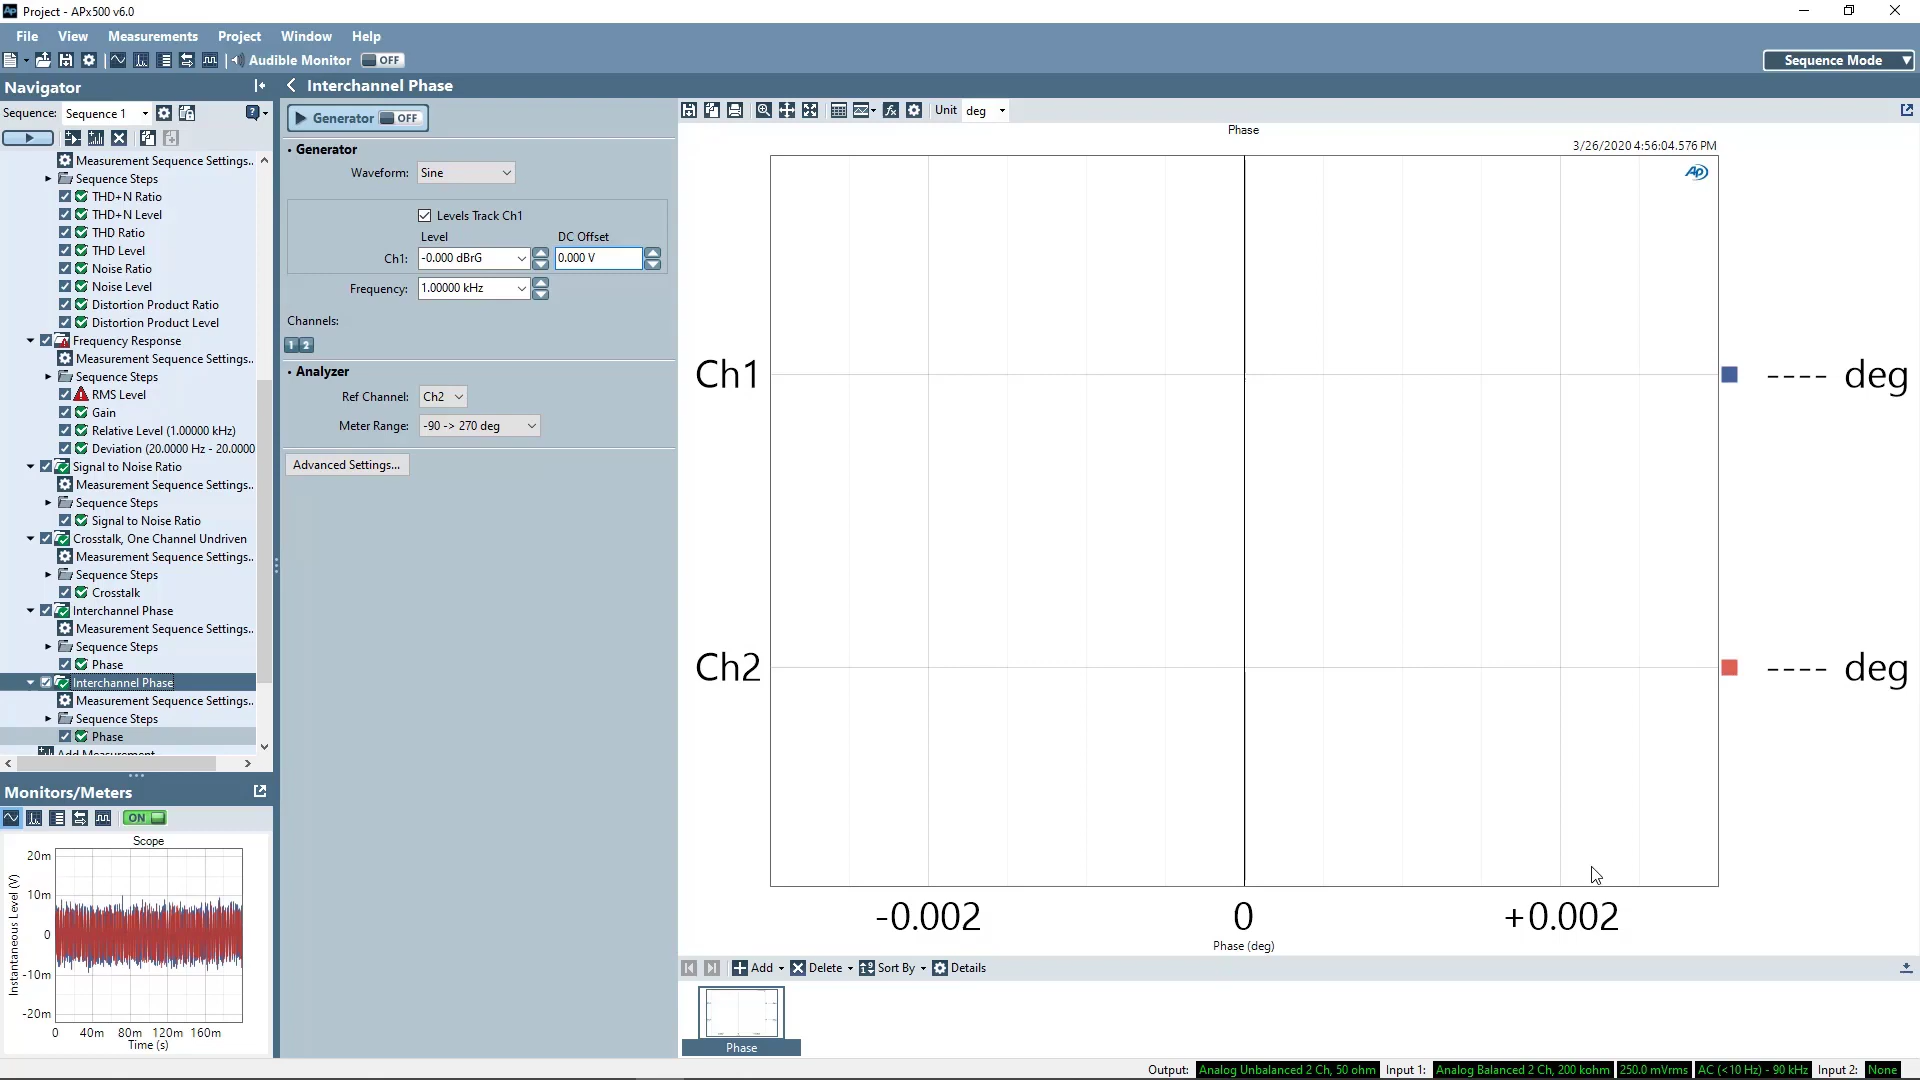 Project - APx500 v6.0
File View Measurements Project Window Help
Audible Monitor OFF
Sequence Mode
Navigator
Sequence: Sequence 1
Measurement Sequence Settings..
Sequence Steps
THD+N Ratio
THD+N Level
THD Ratio
THD Level
Noise Ratio
Noise Level
Distortion Product Ratio
Distortion Product Level
Frequency Response
Measurement Sequence Settings..
Sequence Steps
RMS Level
Gain
Relative Level (1.00000 kHz)
Deviation (20.0000 Hz - 20.0000
Signal to Noise Ratio
Measurement Sequence Settings..
Sequence Steps
Signal to Noise Ratio
Crosstalk, One Channel Undriven
Measurement Sequence Settings..
Sequence Steps
Crosstalk
Interchannel Phase
Measurement Sequence Settings..
Sequence Steps
Phase
Interchannel Phase
Measurement Sequence Settings..
Sequence Steps
Phase
Add Measurement
Monitors/Meters
ON
Scope
Instantaneous Level (V)
20m
10m
0
-10m
-20m
0 40m 80m 120m 160m
Time (s)
Interchannel Phase
Generator OFF
Generator
Waveform: Sine
Levels Track Ch1
Level DC Offset
Ch1: -0.000 dBrG 0.000 V
Frequency: 1.00000 kHz
Channels:
1 2
Analyzer
Ref Channel: Ch2
Meter Range: -90 -> 270 deg
Advanced Settings...
Unit deg
Phase
3/26/2020 4:56:04.576 PM
AP
Ch1 ---- deg
Ch2 ---- deg
-0.002 0 +0.002
Phase (deg)
Add Delete Sort By Details
Phase
Output: Analog Unbalanced 2 Ch, 50 ohm Input 1: Analog Balanced 2 Ch, 200 kohm 250.0 mVrms AC (<10 Hz) - 90 kHz Input 2: None